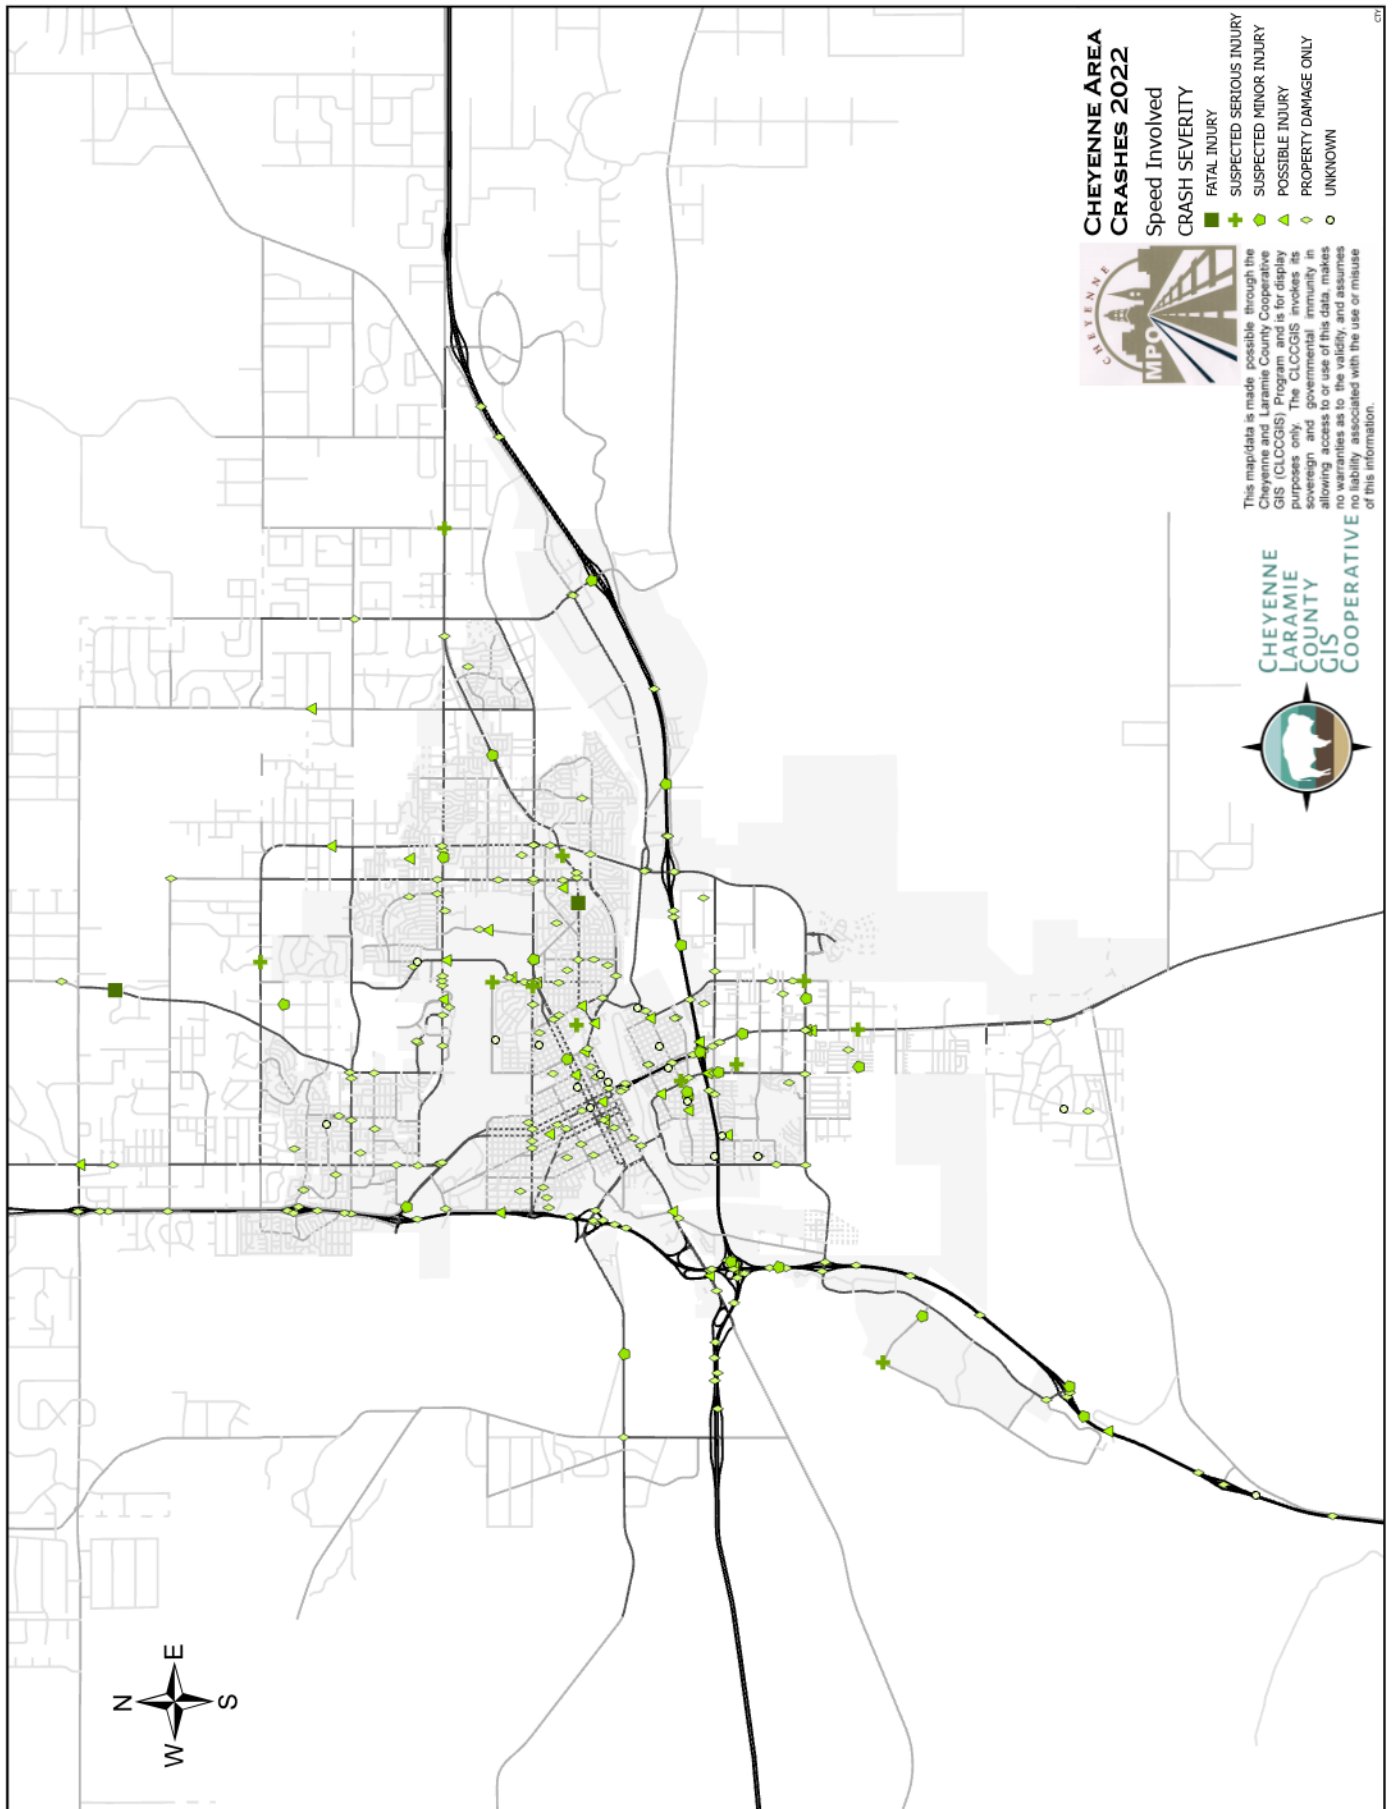 CHEYENNE AREA
CRASHES 2022
Speed Involved
CRASH SEVERITY
FATAL INJURY
SUSPECTED SERIOUS INJURY
SUSPECTED MINOR INJURY
POSSIBLE INJURY
PROPERTY DAMAGE ONLY
UNKNOWN
CHEYENNE
MPO
This map/data is made possible through the
Cheyenne and Laramie County Cooperative
GIS (CLCCGIS) Program and is for display
purposes only. The CLCCGIS invokes its
sovereign and governmental immunity in
allowing access to or use of this data, makes
no warranties as to the validity, and assumes
no liability associated with the use or misuse
of this information.
CHEYENNE
LARAMIE
COUNTY
GIS
COOPERATIVE
N
W
E
S
CTY